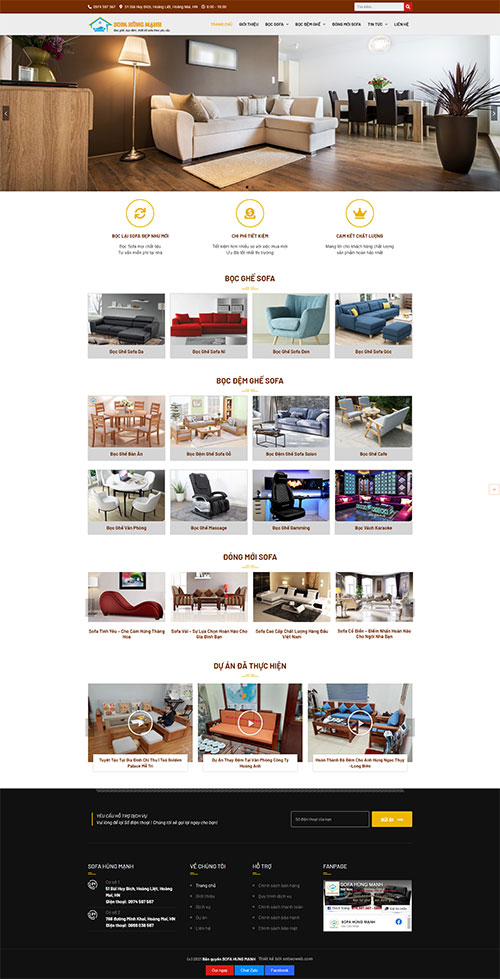 0974 597 567 51 Bùi Huy Bích, Hoàng Liệt, Hoàng Mai, HN 8:00 - 19:00 Tìm kiếm...
SOFA HÙNG MẠNH
TRANG CHỦ GIỚI THIỆU BỌC SOFA BỌC ĐỆM GHẾ ĐÓNG MỚI SOFA TIN TỨC LIÊN HỆ
BỌC LẠI SOFA ĐẸP NHƯ MỚI
Bọc Sofa mọi chất liệu
Tư vấn miễn phí tại nhà
CHI PHÍ TIẾT KIỆM
Tiết kiệm hơn nhiều so với việc mua mới
Ưu đãi tốt nhất thị trường
CAM KẾT CHẤT LƯỢNG
Mang tới cho khách hàng chất lượng
sản phẩm hoàn hảo nhất
BỌC GHẾ SOFA
Bọc Ghế Sofa Da
Bọc Ghế Sofa Nỉ
Bọc Ghế Sofa Đơn
Bọc Ghế Sofa Góc
BỌC ĐỆM GHẾ SOFA
Bọc Ghế Bàn Ăn
Bọc Đệm Ghế Sofa Gỗ
Bọc Đệm Ghế Sofa Salon
Bọc Ghế Cafe
Bọc Ghế Văn Phòng
Bọc Ghế Massage
Bọc Ghế Gamming
Bọc Vách Karaoke
ĐÓNG MỚI SOFA
Sofa Tình Yêu – Cho Cảm Hứng Thăng
Hoa
Sofa Vải – Sự Lựa Chọn Hoàn Hảo Cho
Gia Đình Bạn
Sofa Cao Cấp Chất Lượng Hàng Đầu
Việt Nam
Sofa Cổ Điển – Điểm Nhấn Hoàn Hảo
Cho Ngôi Nhà Bạn
DỰ ÁN ĐÃ THỰC HIỆN
Tuyệt Tác Tại Gia Đình Chị Thu | Toà Golden
Palace Mễ Trì
Dự Án Thay Đệm Tại Văn Phòng Công Ty
Hoàng Anh
Hoàn Thành Bộ Đệm Cho Anh Hùng Ngọc Thụy
-Long Biên
YÊU CẦU HỖ TRỢ DỊCH VỤ
Vui lòng để lại Số điện thoại ! Chúng tôi sẽ gọi lại ngay cho bạn!
Số điện thoại của bạn
Gửi đi
SOFA HÙNG MẠNH
Cơ sở 1
51 Bùi Huy Bích, Hoàng Liệt, Hoàng
Mai, HN
Điện thoại: 0974 597 567
Cơ sở 2
766 đường Minh Khai, Hoàng Mai, HN
VỀ CHÚNG TÔI
Trang chủ
Giới thiệu
Dịch vụ
Dự án
Liên hệ
HỖ TRỢ
Chính sách bán hàng
Quy trình dịch vụ
Chính sách thanh toán
Chính sách bảo hành
Chính sách bảo mật
FANPAGE
SOFA HÙNG MẠNH
SOFA HÙNG MẠNH
(c) 2021 Bản quyền SOFA HÙNG MẠNH Thiết kế bởi webaoweb.com
Gọi ngay
Chat Zalo
Facebook